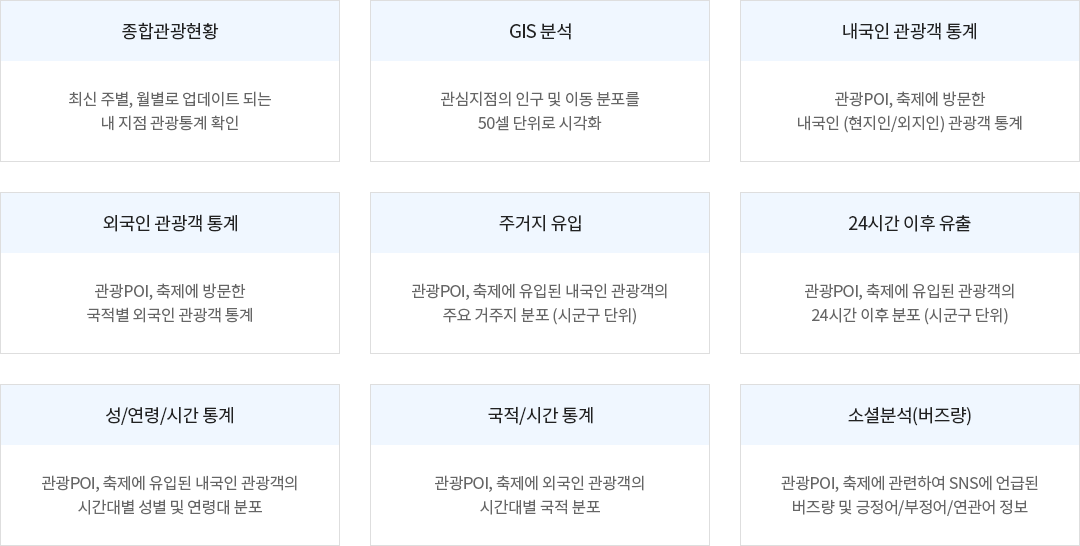 종합관광현황
최신 주별, 월별로 업데이트 되는
내 지점 관광통계 확인
GIS 분석
관심지점의 인구 및 이동 분포를
50셀 단위로 시각화
내국인 관광객 통계
관광POI, 축제에 방문한
내국인 (현지인/외지인) 관광객 통계
외국인 관광객 통계
관광POI, 축제에 방문한
국적별 외국인 관광객 통계
주거지 유입
관광POI, 축제에 유입된 내국인 관광객의
주요 거주지 분포 (시군구 단위)
24시간 이후 유출
관광POI, 축제에 유입된 관광객의
24시간 이후 분포 (시군구 단위)
성/연령/시간 통계
관광POI, 축제에 유입된 내국인 관광객의
시간대별 성별 및 연령대 분포
국적/시간 통계
관광POI, 축제에 외국인 관광객의
시간대별 국적 분포
소셜분석(버즈량)
관광POI, 축제에 관련하여 SNS에 언급된
버즈량 및 긍정어/부정어/연관어 정보